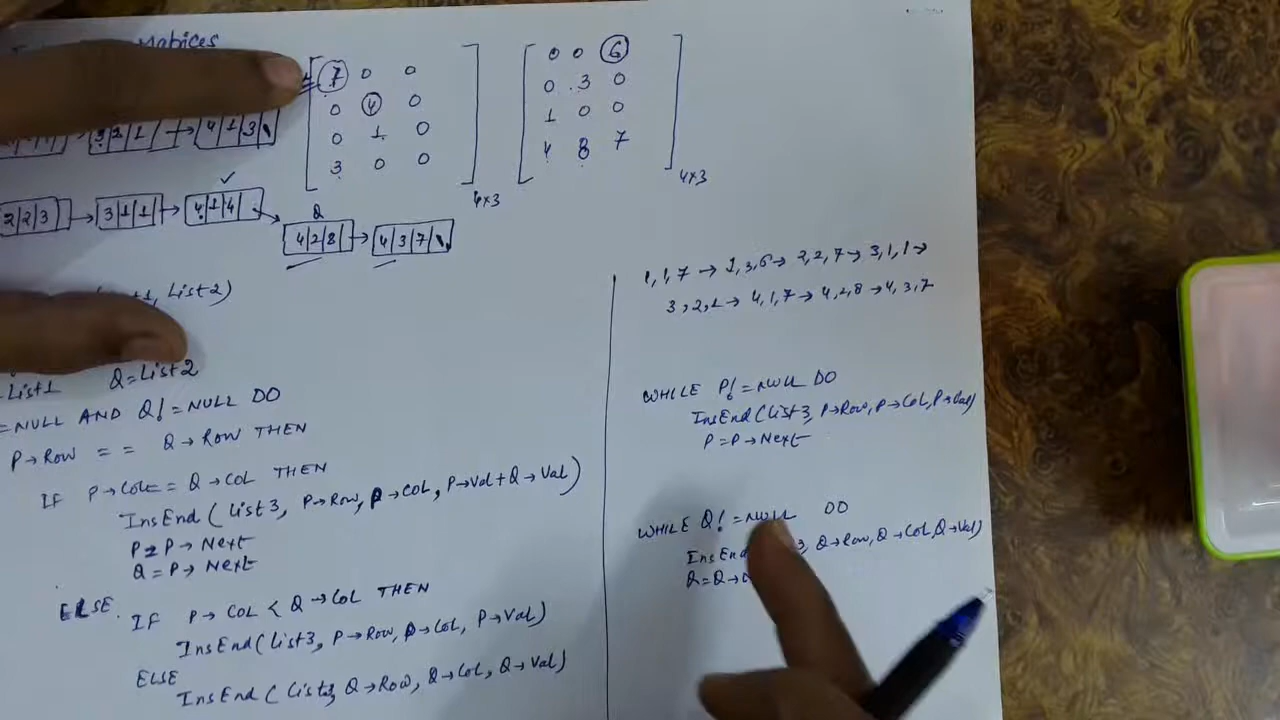 Matrices
7 0 0
0 4 0
0 1 0
3 0 0
4x3
0 0 6
0 3 0
1 0 0
4 8 7
4x3
3|2|1 → 4|1|3
2|2|3 → 3|1|1 → 4|1|4
Q
4|2|8 → 4|3|7
List2)
List1 Q=List2
=NULL AND Q!=NULL DO
P→Row == Q→Row THEN
IF P→Col== Q→COL THEN
InsEnd(List3, P→Row, P→COL, P→Val+Q→Val)
P=P→Next
Q=P→Next
ELSE
IF P→COL < Q→COL THEN
InsEnd(List3, P→Row, P→Col, P→Val)
ELSE
InsEnd(List3, Q→Row, Q→Col, Q→Val)
1,1,7 → 1,3,6 → 2,2,7 → 3,1,1 →
3,2,1 → 4,1,7 → 4,2,8 → 4,3,7
WHILE P!=NULL DO
InsEnd(List3, P→Row, P→Col, P→Val)
P=P→Next
WHILE Q!=NULL DO
InsEnd 3, Q→Row, Q→Col, Q→Val)
Q=Q→